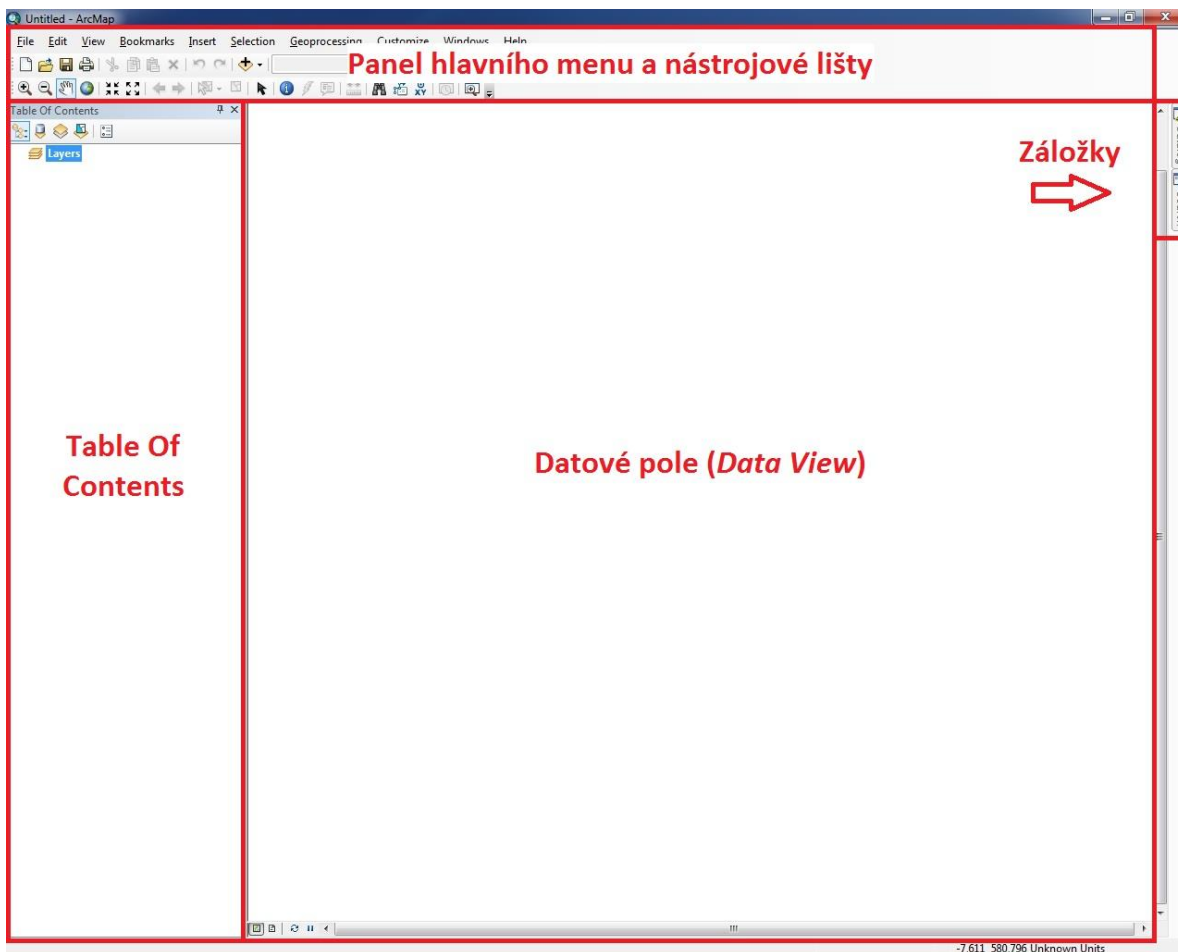 Untitled - ArcMap
File Edit View Bookmarks Insert Selection Geoprocessing Customize Windows Help
Panel hlavního menu a nástrojové lišty
Table Of Contents
Layers
Záložky
Table Of
Contents
Datové pole (Data View)
-7,611 580,796 Unknown Units